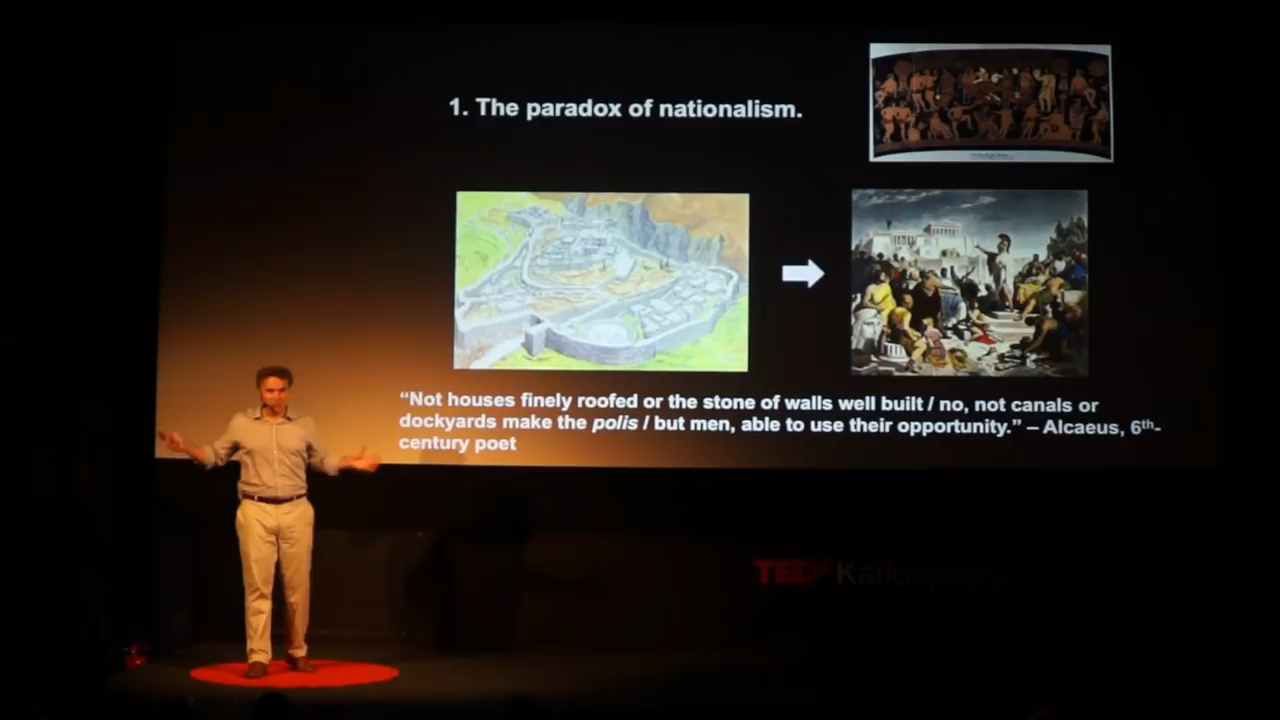 1. The paradox of nationalism.
“Not houses finely roofed or the stone of walls well built / no, not canals or
dockyards make the polis / but men, able to use their opportunity.” – Alcaeus, 6th-
century poet
TEDx